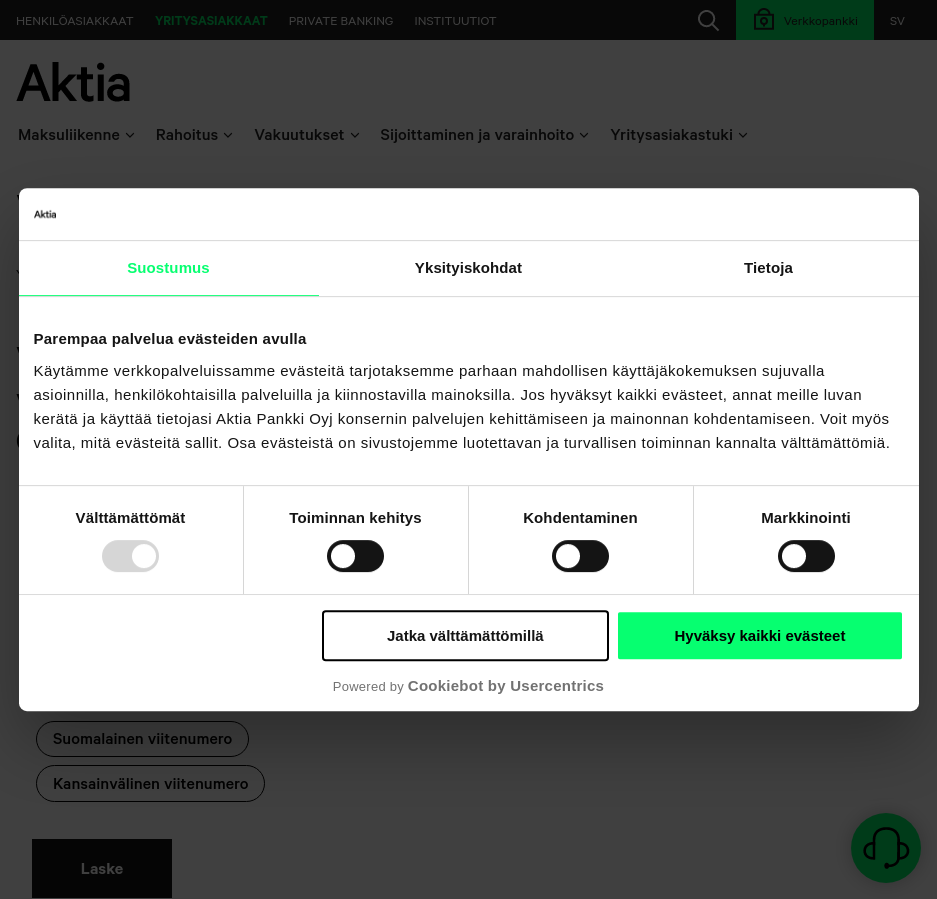 HENKILÖASIAKKAAT YRITYSASIAKKAAT PRIVATE BANKING INSTITUUTIOT Verkkopankki SV
Aktia
Maksuliikenne Rahoitus Vakuutukset Sijoittaminen ja varainhoito Yritysasiakastuki
Aktia
Suostumus Yksityiskohdat Tietoja
Parempaa palvelua evästeiden avulla
Käytämme verkkopalveluissamme evästeitä tarjotaksemme parhaan mahdollisen käyttäjäkokemuksen sujuvalla
asioinnilla, henkilökohtaisilla palveluilla ja kiinnostavilla mainoksilla. Jos hyväksyt kaikki evästeet, annat meille luvan
kerätä ja käyttää tietojasi Aktia Pankki Oyj konsernin palvelujen kehittämiseen ja mainonnan kohdentamiseen. Voit myös
valita, mitä evästeitä sallit. Osa evästeistä on sivustojemme luotettavan ja turvallisen toiminnan kannalta välttämättömiä.
Välttämättömät Toiminnan kehitys Kohdentaminen Markkinointi
Jatka välttämättömillä Hyväksy kaikki evästeet
Powered by Cookiebot by Usercentrics
Suomalainen viitenumero
Kansainvälinen viitenumero
Laske